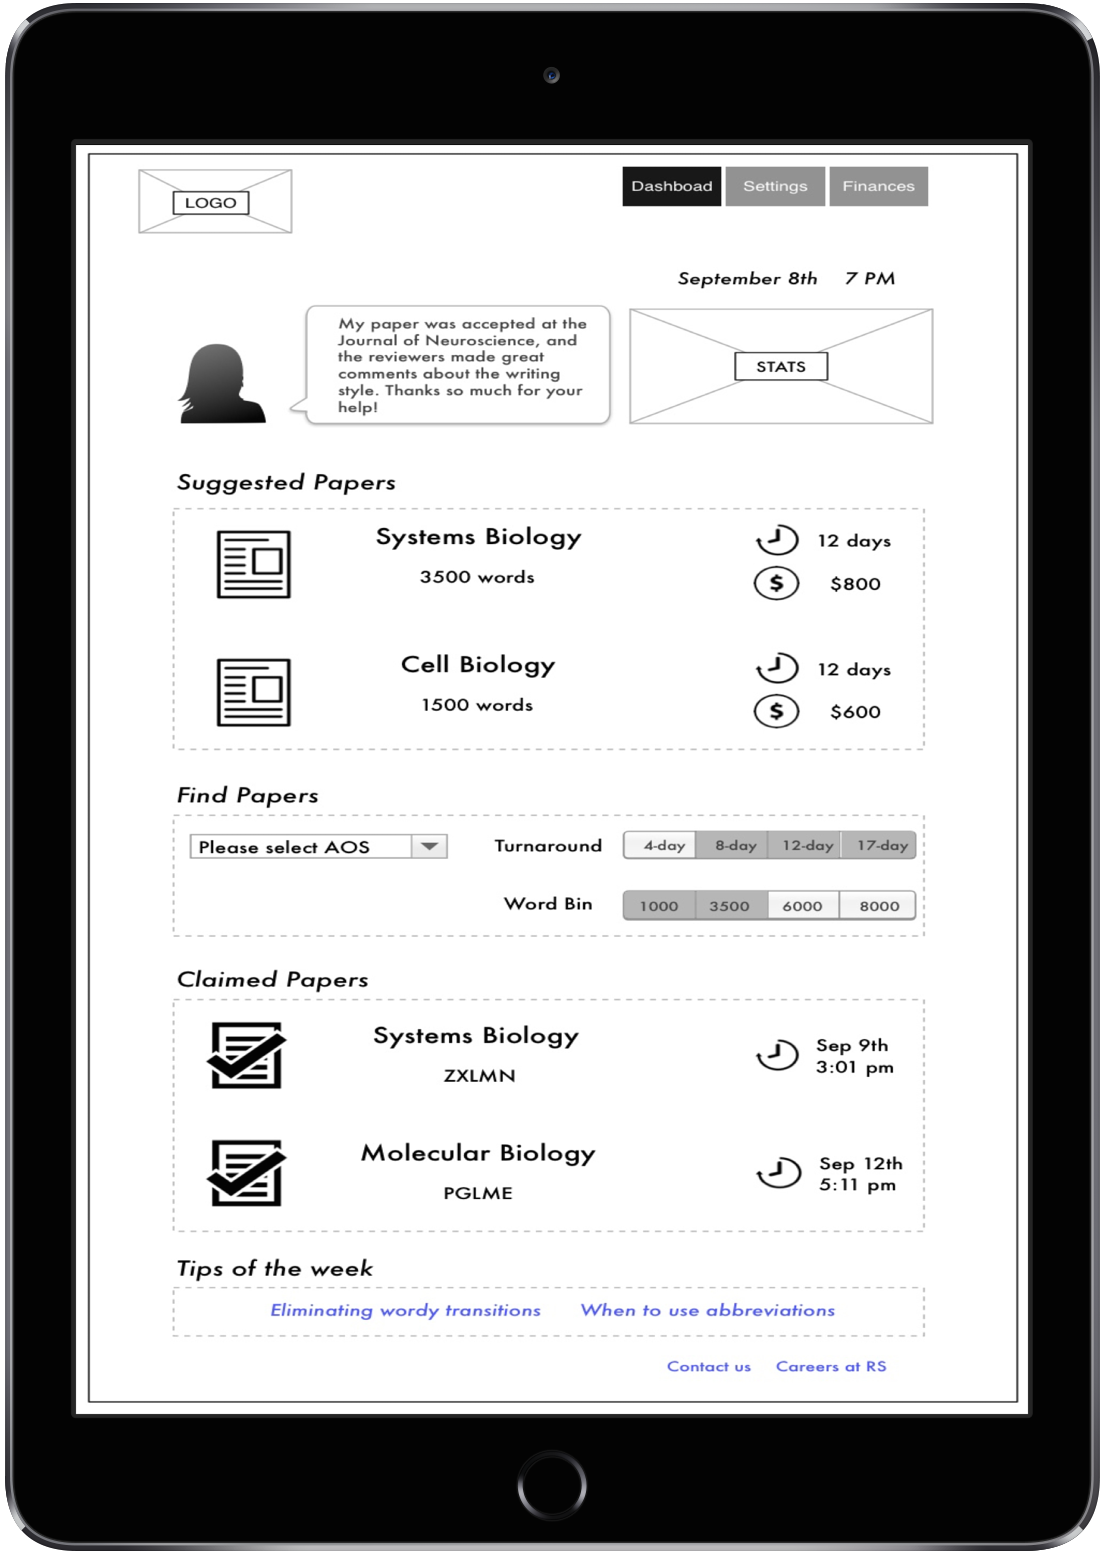 LOGO
Dashboad Settings Finances
September 8th 7 PM
My paper was accepted at the
Journal of Neuroscience, and
the reviewers made great
comments about the writing
style. Thanks so much for your
help!
STATS
Suggested Papers
Systems Biology
3500 words
12 days
$ $800
Cell Biology
1500 words
12 days
$ $600
Find Papers
Please select AOS
Turnaround 4-day 8-day 12-day 17-day
Word Bin 1000 3500 6000 8000
Claimed Papers
Systems Biology
ZXLMN
Sep 9th
3:01 pm
Molecular Biology
PGLME
Sep 12th
5:11 pm
Tips of the week
Eliminating wordy transitions When to use abbreviations
Contact us Careers at RS